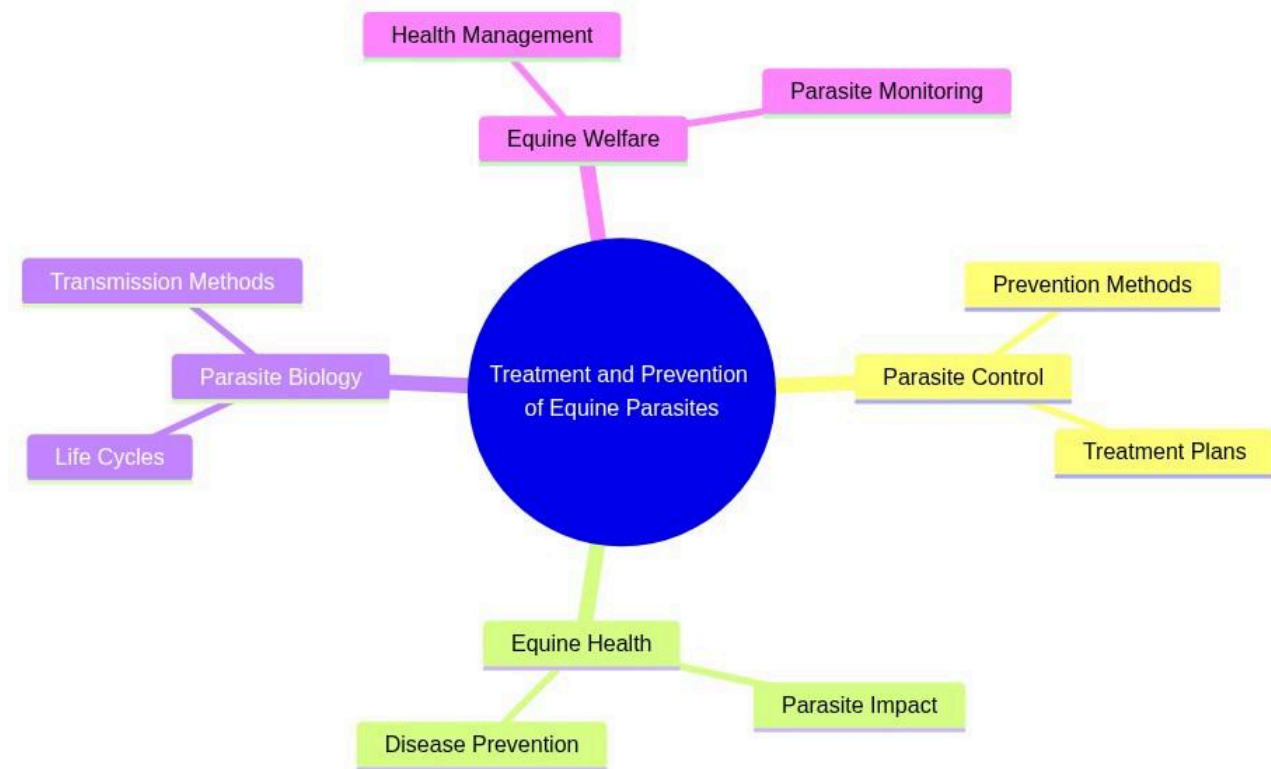 Health Management
Parasite Monitoring
Equine Welfare
Transmission Methods
Prevention Methods
Parasite Biology
Treatment and Prevention
of Equine Parasites
Parasite Control
Life Cycles
Treatment Plans
Equine Health
Parasite Impact
Disease Prevention